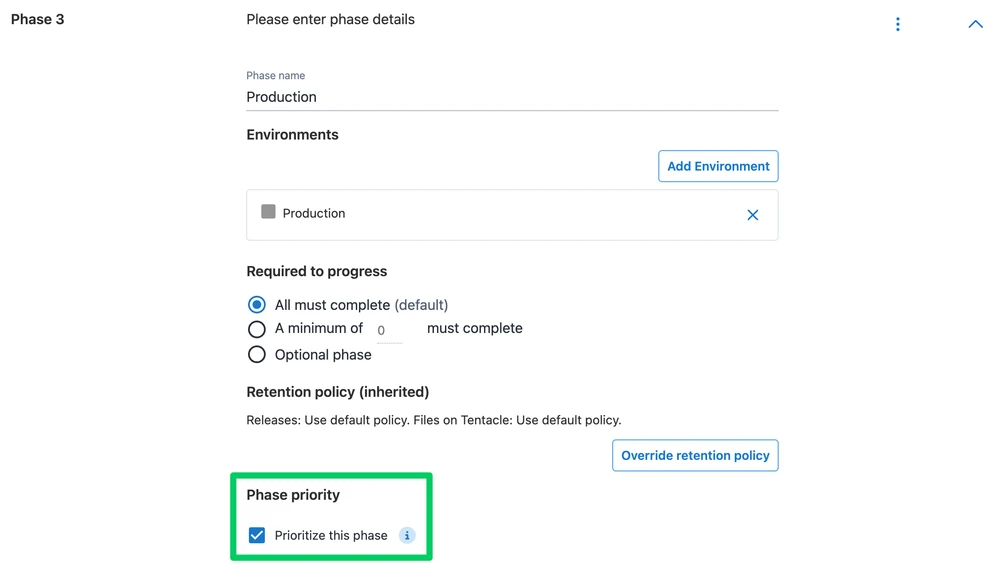 Phase 3
Please enter phase details
Phase name
Production
Environments
Add Environment
Production
Required to progress
All must complete (default)
A minimum of 0 must complete
Optional phase
Retention policy (inherited)
Releases: Use default policy. Files on Tentacle: Use default policy.
Override retention policy
Phase priority
Prioritize this phase